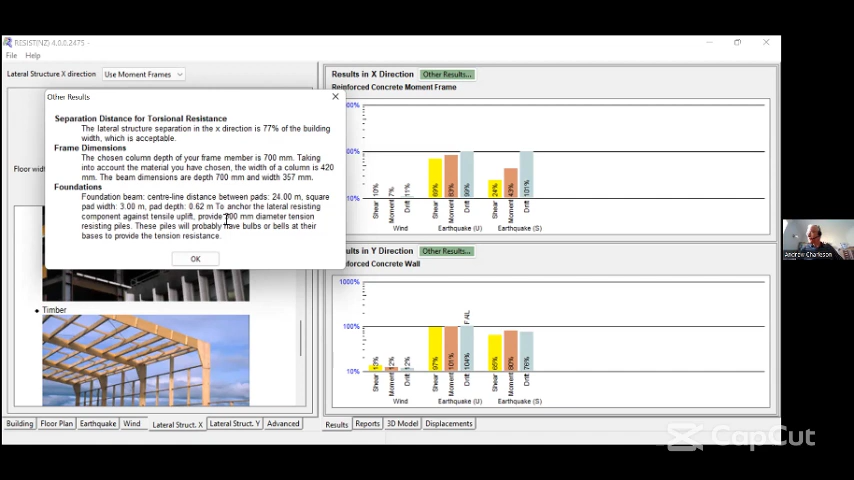 RESIST(NZ) 4.0.0.2475 -
File Help
Lateral Structure X direction Use Moment Frames
Results in X Direction Other Results...
Reinforced Concrete Moment Frame
Other Results
Separation Distance for Torsional Resistance
The lateral structure separation in the x direction is 77% of the building
width, which is acceptable.
Frame Dimensions
The chosen column depth of your frame member is 700 mm. Taking
into account the material you have chosen, the width of a column is 420
mm. The beam dimensions are depth 700 mm and width 357 mm.
Foundations
Foundation beam: centre-line distance between pads: 24.00 m, square
pad width: 3.00 m, pad depth: 0.62 m To anchor the lateral resisting
component against tensile uplift, provide 700 mm diameter tension
resisting piles. These piles will probably have bulbs or bells at their
bases to provide the tension resistance.
OK
Floor wid
Timber
10% 7% 11% 69% 83% 99% 24% 43% 101%
10%
Shear Moment Drift Shear Moment Drift Shear Moment Drift
Wind Earthquake (U) Earthquake (S)
Results in Y Direction Other Results...
einforced Concrete Wall
1000%
100%
10%
13% 12% 12% 97% 101% 104% FAIL 65% 80% 76%
Shear Moment Drift Shear Moment Drift Shear Moment Drift
Wind Earthquake (U) Earthquake (S)
Building Floor Plan Earthquake Wind Lateral Struct. X Lateral Struct. Y Advanced
Results Reports 3D Model Displacements
Andrew Charleson
CapCut